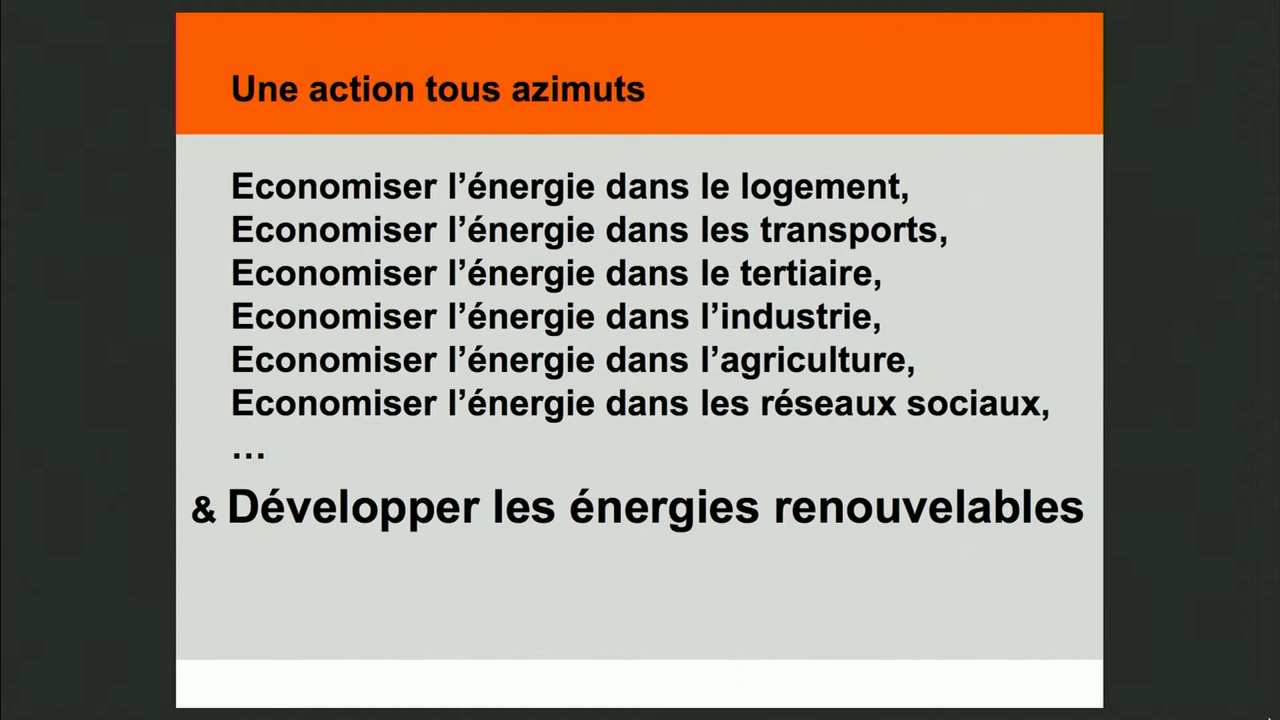 Une action tous azimuts
Economiser l’énergie dans le logement,
Economiser l’énergie dans les transports,
Economiser l’énergie dans le tertiaire,
Economiser l’énergie dans l’industrie,
Economiser l’énergie dans l’agriculture,
Economiser l’énergie dans les réseaux sociaux,
…
& Développer les énergies renouvelables